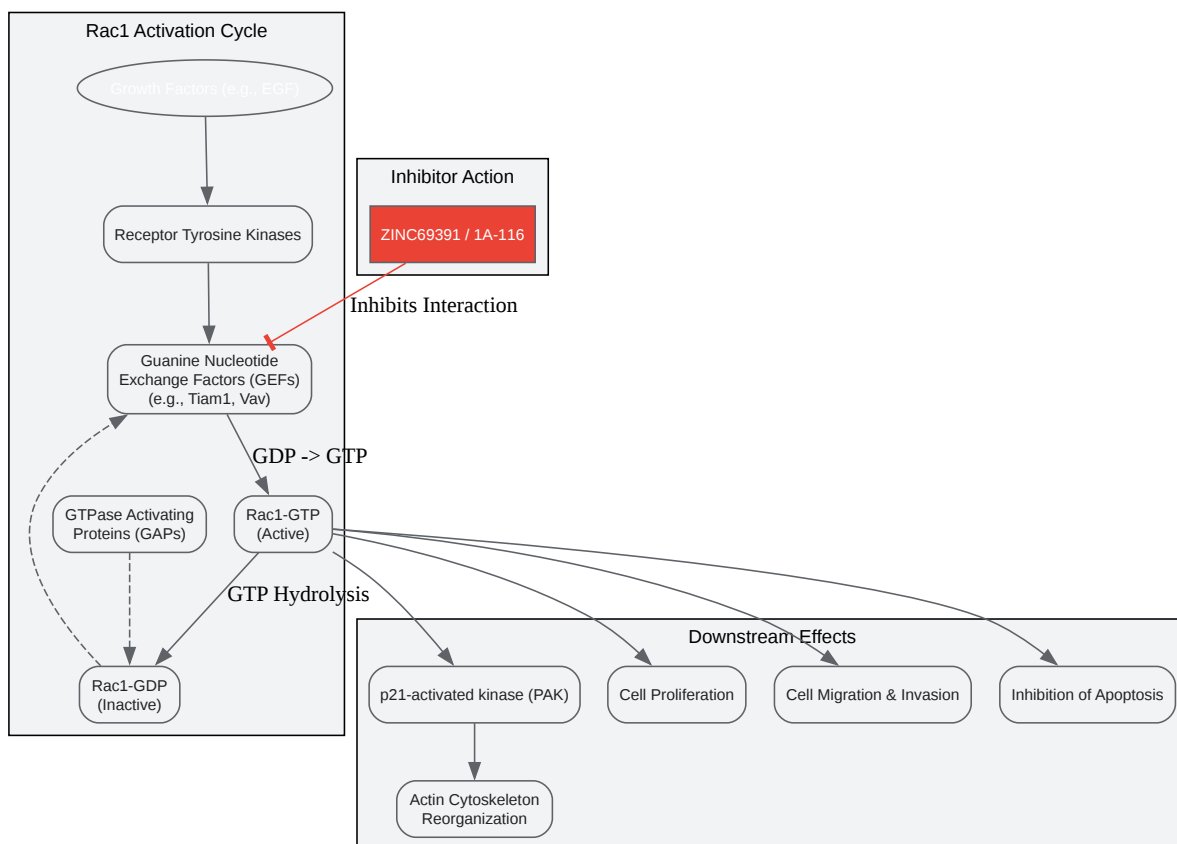 Rac1 Activation Cycle
Growth Factors (e.g., EGF)
Receptor Tyrosine Kinases
Inhibitor Action
ZINC69391 / 1A-116
Inhibits Interaction
Guanine Nucleotide
Exchange Factors (GEFs)
(e.g., Tiam1, Vav)
GDP -> GTP
GTPase Activating
Proteins (GAPs)
Rac1-GTP
(Active)
GTP Hydrolysis
Rac1-GDP
(Inactive)
Downstream Effects
p21-activated kinase (PAK)
Cell Proliferation
Cell Migration & Invasion
Inhibition of Apoptosis
Actin Cytoskeleton
Reorganization